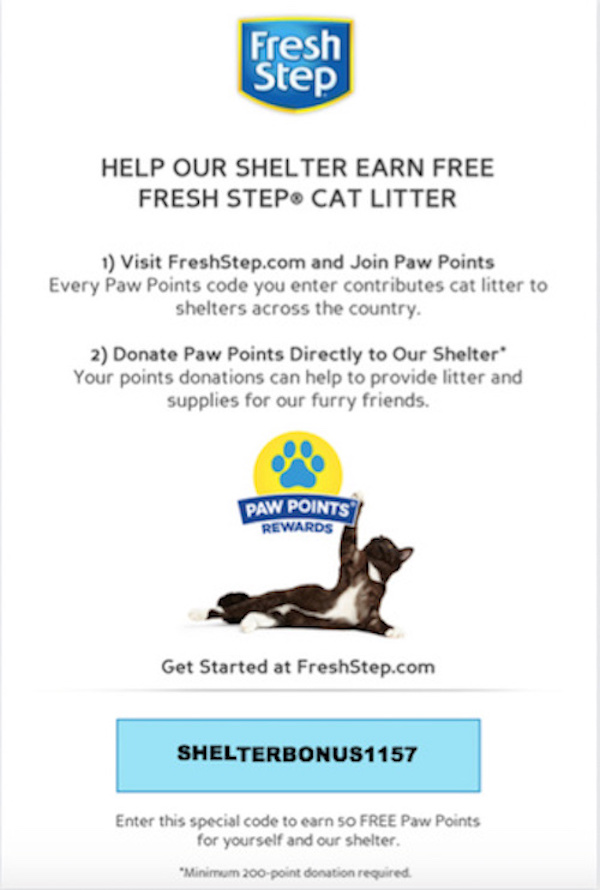 Fresh
Step
HELP OUR SHELTER EARN FREE
FRESH STEP® CAT LITTER
1) Visit FreshStep.com and Join Paw Points
Every Paw Points code you enter contributes cat litter to
shelters across the country.
2) Donate Paw Points Directly to Our Shelter*
Your points donations can help to provide litter and
supplies for our furry friends.
PAW POINTS®
REWARDS
Get Started at FreshStep.com
SHELTERBONUS1157
Enter this special code to earn 50 FREE Paw Points
for yourself and our shelter.
*Minimum 200-point donation required.